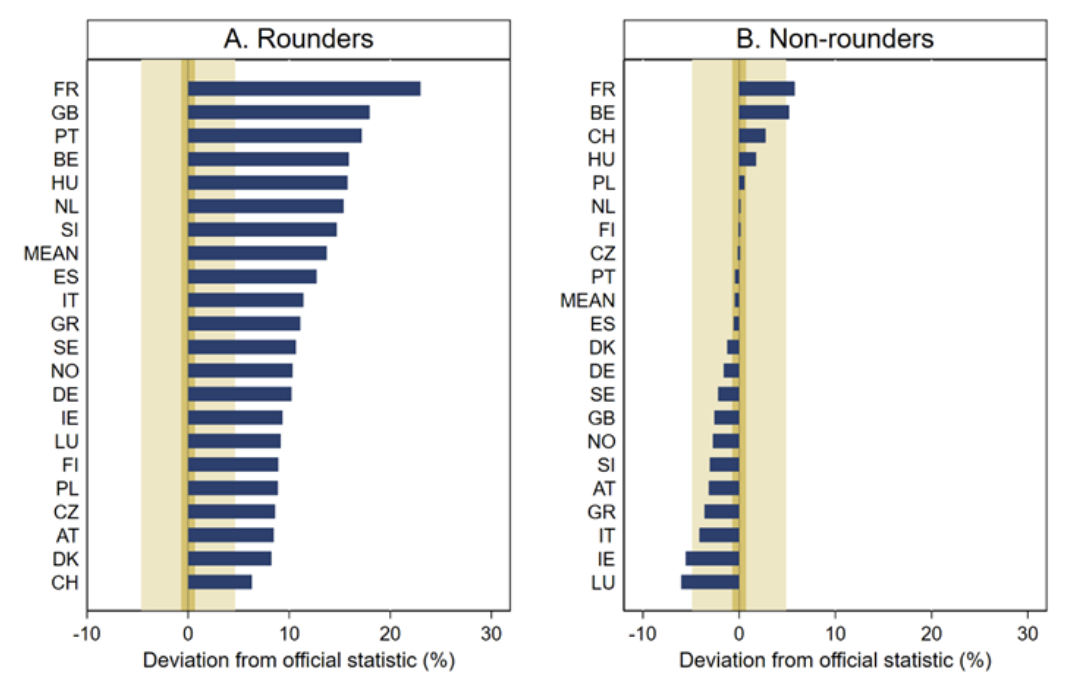 A. Rounders
FR
GB
PT
BE
HU
NL
SI
MEAN
ES
IT
GR
SE
NO
DE
IE
LU
FI
PL
CZ
AT
DK
CH
-10 0 10 20 30
Deviation from official statistic (%)
B. Non-rounders
FR
BE
CH
HU
PL
NL
FI
CZ
PT
MEAN
ES
DK
DE
SE
GB
NO
SI
AT
GR
IT
IE
LU
-10 0 10 20 30
Deviation from official statistic (%)